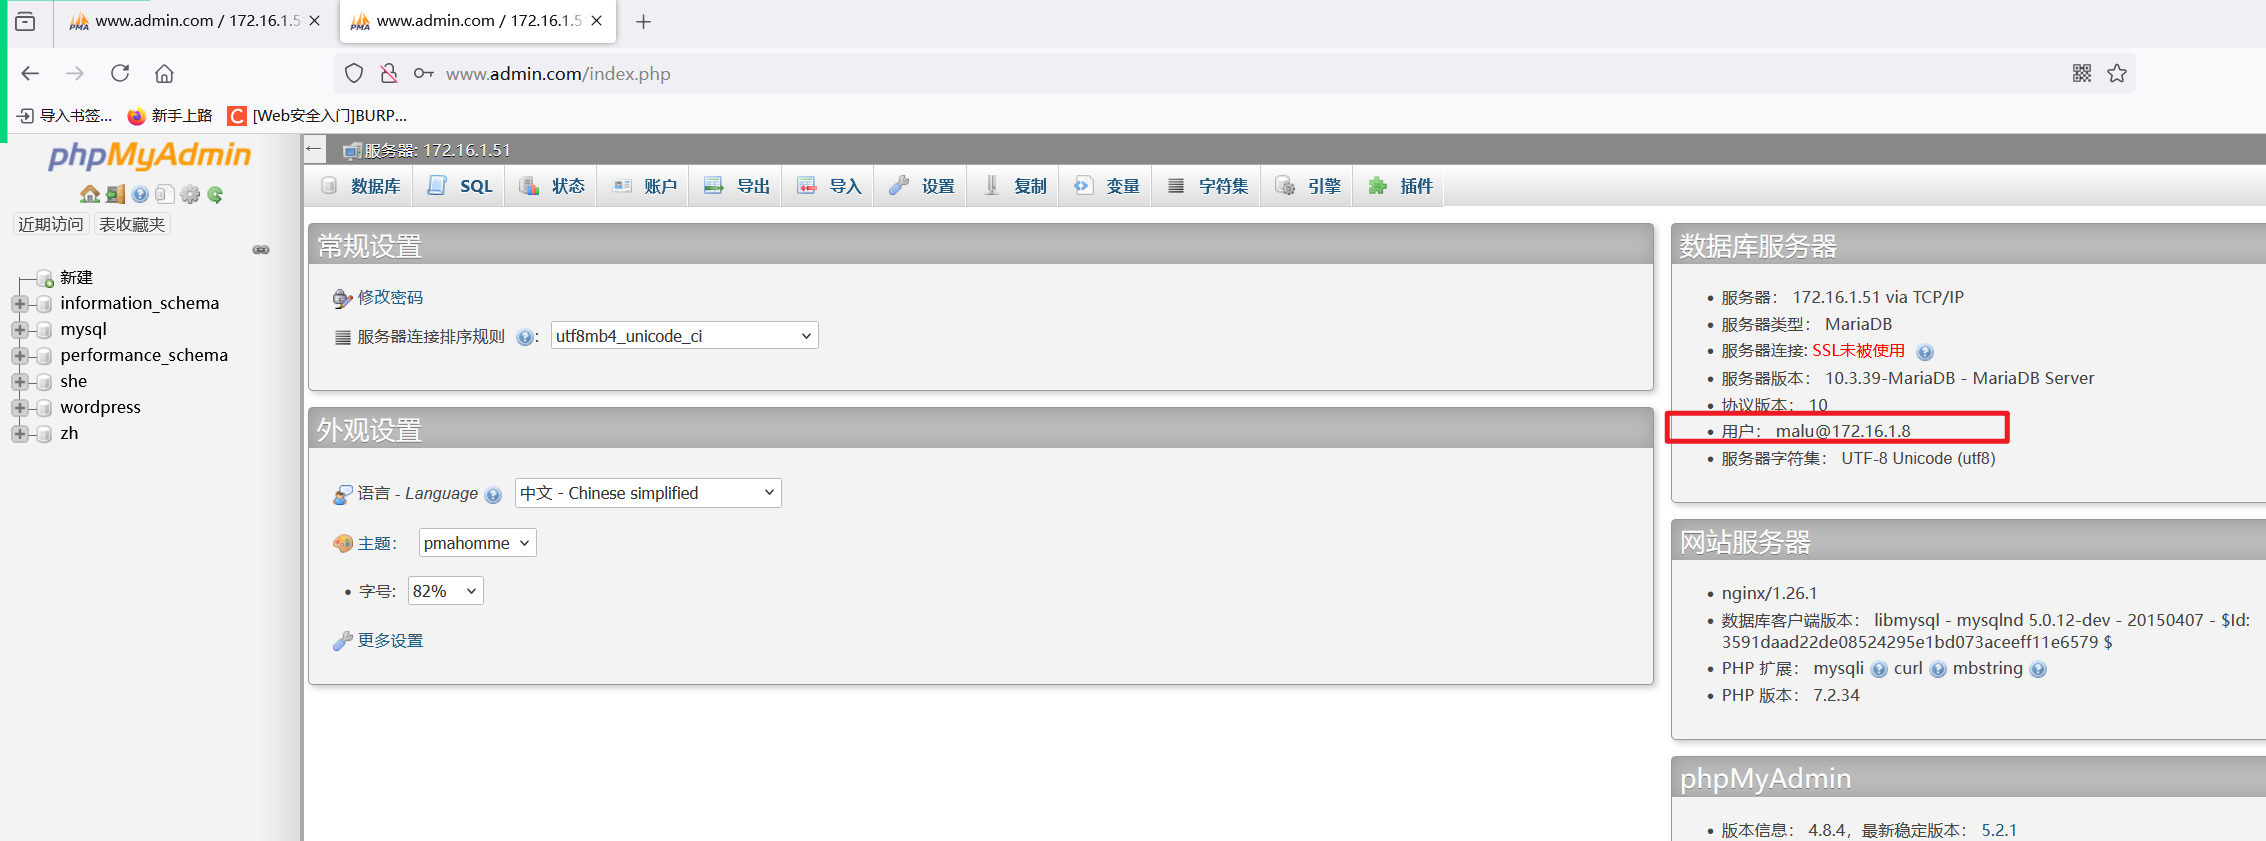 www.admin.com / 172.16.1.5
www.admin.com / 172.16.1.5
www.admin.com/index.php
导入书签...
新手上路
[Web安全入门]BURP...
phpMyAdmin
近期访问
表收藏夹
新建
information_schema
mysql
performance_schema
she
wordpress
zh
服务器: 172.16.1.51
数据库
SQL
状态
账户
导出
导入
设置
复制
变量
字符集
引擎
插件
常规设置
修改密码
服务器连接排序规则 : utf8mb4_unicode_ci
外观设置
语言 - Language 中文 - Chinese simplified
主题： pmahomme
字号: 82%
更多设置
数据库服务器
服务器： 172.16.1.51 via TCP/IP
服务器类型： MariaDB
服务器连接: SSL未被使用
服务器版本： 10.3.39-MariaDB - MariaDB Server
协议版本： 10
用户： malu@172.16.1.8
服务器字符集： UTF-8 Unicode (utf8)
网站服务器
nginx/1.26.1
数据库客户端版本： libmysql - mysqlnd 5.0.12-dev - 20150407 - $Id:
3591daad22de08524295e1bd073aceeff11e6579 $
PHP 扩展： mysqli curl mbstring
PHP 版本： 7.2.34
phpMyAdmin
版本信息： 4.8.4，最新稳定版本： 5.2.1